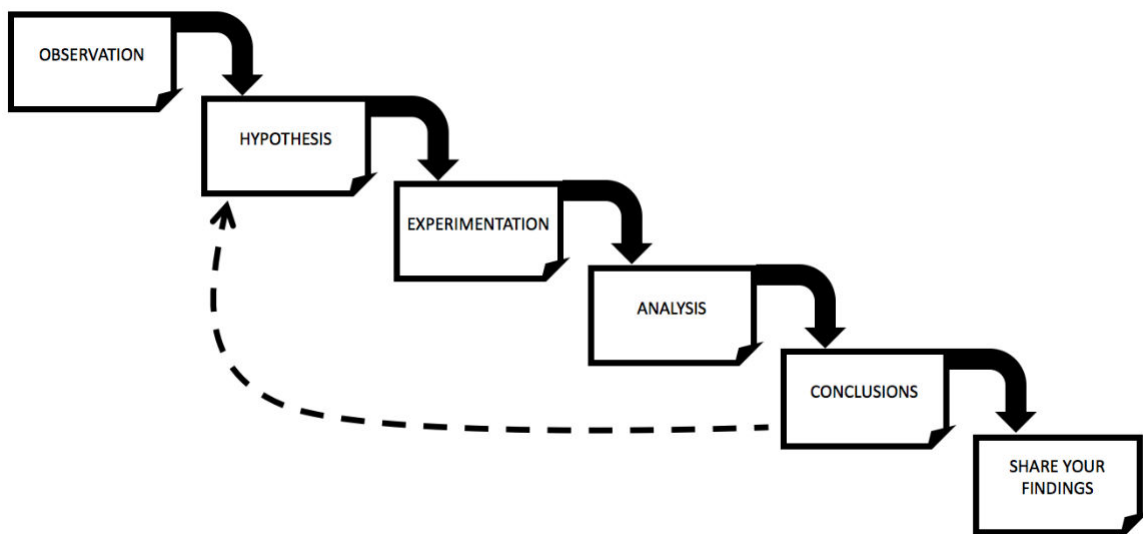 OBSERVATION
HYPOTHESIS
EXPERIMENTATION
ANALYSIS
CONCLUSIONS
SHARE YOUR
FINDINGS